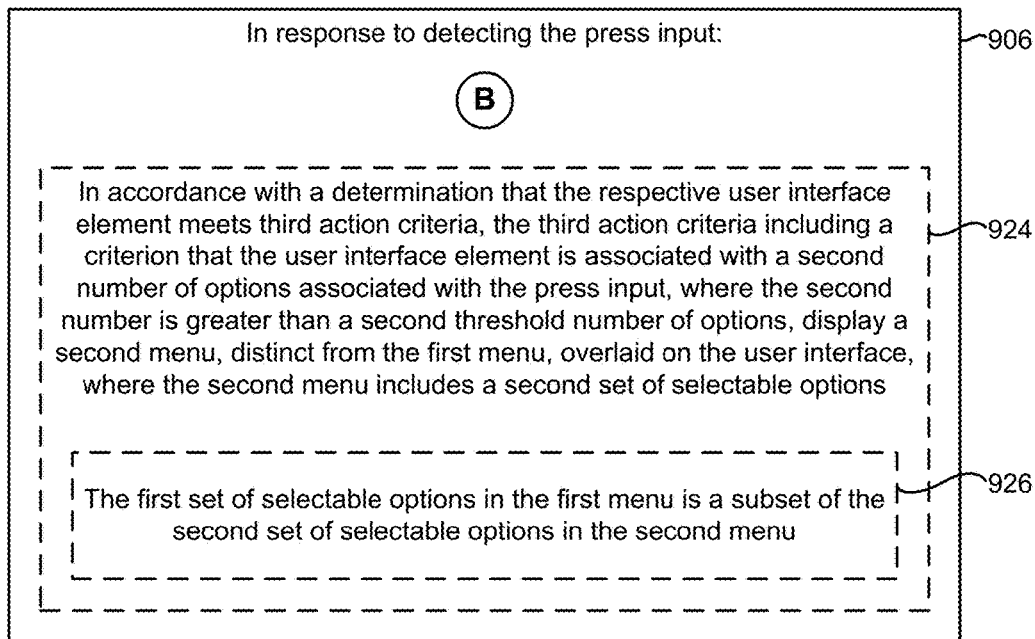 In response to detecting the press input:
906
B
In accordance with a determination that the respective user interface
element meets third action criteria, the third action criteria including a
924
criterion that the user interface element is associated with a second
number of options associated with the press input, where the second
number is greater than a second threshold number of options, display a
second menu, distinct from the first menu, overlaid on the user interface,
where the second menu includes a second set of selectable options
926
The first set of selectable options in the first menu is a subset of the
second set of selectable options in the second menu